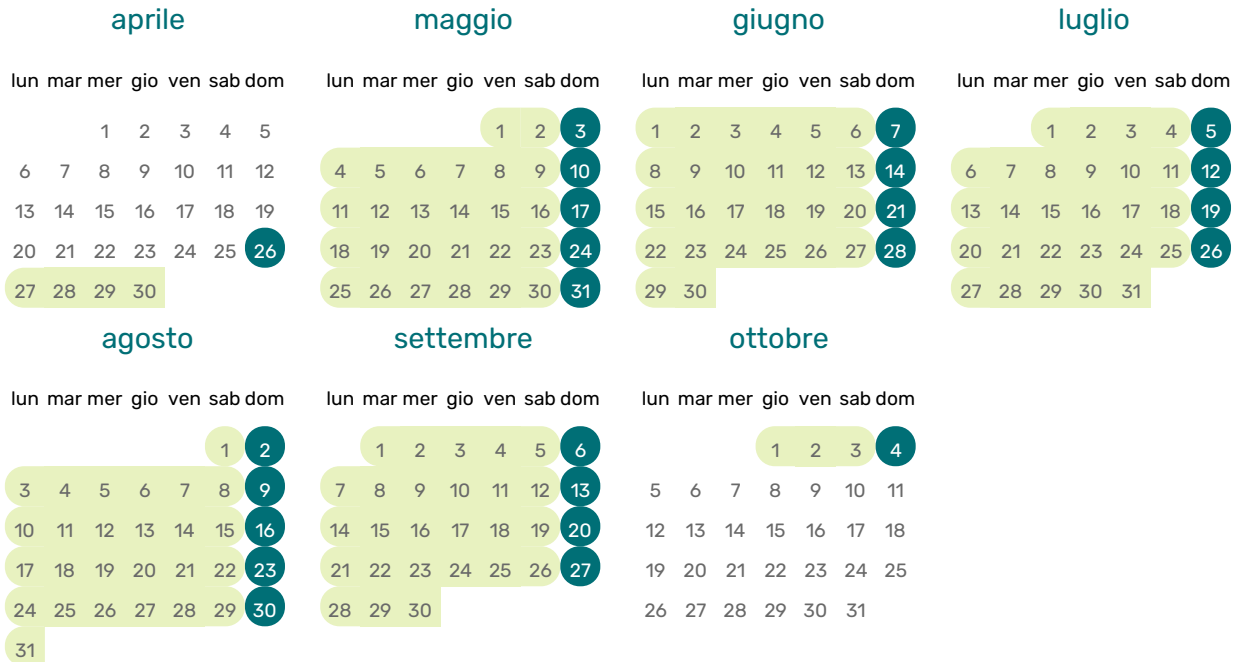 aprile maggio giugno luglio
lun mar mer gio ven sab dom lun mar mer gio ven sab dom lun mar mer gio ven sab dom lun mar mer gio ven sab dom
1 2 3 4 5 1 2 3 1 2 3 4 5 6 7 1 2 3 4 5
6 7 8 9 10 11 12 4 5 6 7 8 9 10 8 9 10 11 12 13 14 6 7 8 9 10 11 12
13 14 15 16 17 18 19 11 12 13 14 15 16 17 15 16 17 18 19 20 21 13 14 15 16 17 18 19
20 21 22 23 24 25 26 18 19 20 21 22 23 24 22 23 24 25 26 27 28 20 21 22 23 24 25 26
27 28 29 30 25 26 27 28 29 30 31 29 30 27 28 29 30 31
agosto settembre ottobre
lun mar mer gio ven sab dom lun mar mer gio ven sab dom lun mar mer gio ven sab dom
1 2 1 2 3 4 5 6 1 2 3 4
3 4 5 6 7 8 9 7 8 9 10 11 12 13 5 6 7 8 9 10 11
10 11 12 13 14 15 16 14 15 16 17 18 19 20 12 13 14 15 16 17 18
17 18 19 20 21 22 23 21 22 23 24 25 26 27 19 20 21 22 23 24 25
24 25 26 27 28 29 30 28 29 30 26 27 28 29 30 31
31